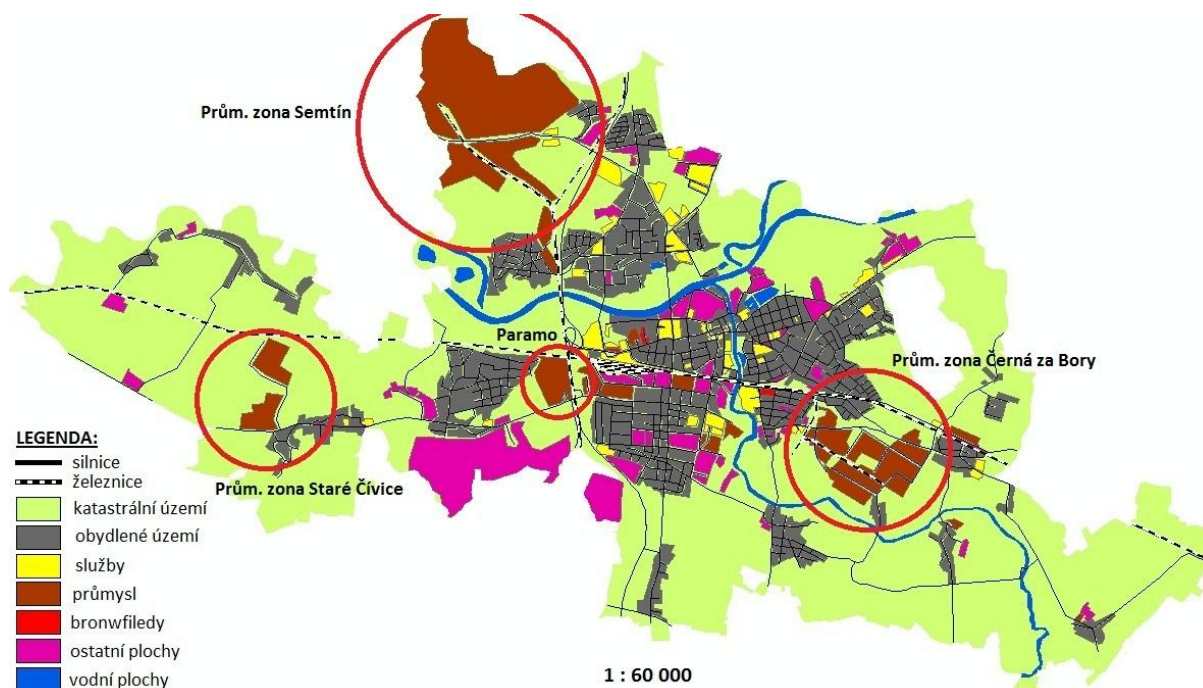 Prům. zona Semtín
Paramo
Prům. zona Černá za Bory
Prům. zona Staré Čívice
LEGENDA:
silnice
železnice
katastrální území
obydlené území
služby
průmysl
bronwfiledy
ostatní plochy
vodní plochy
1 : 60 000